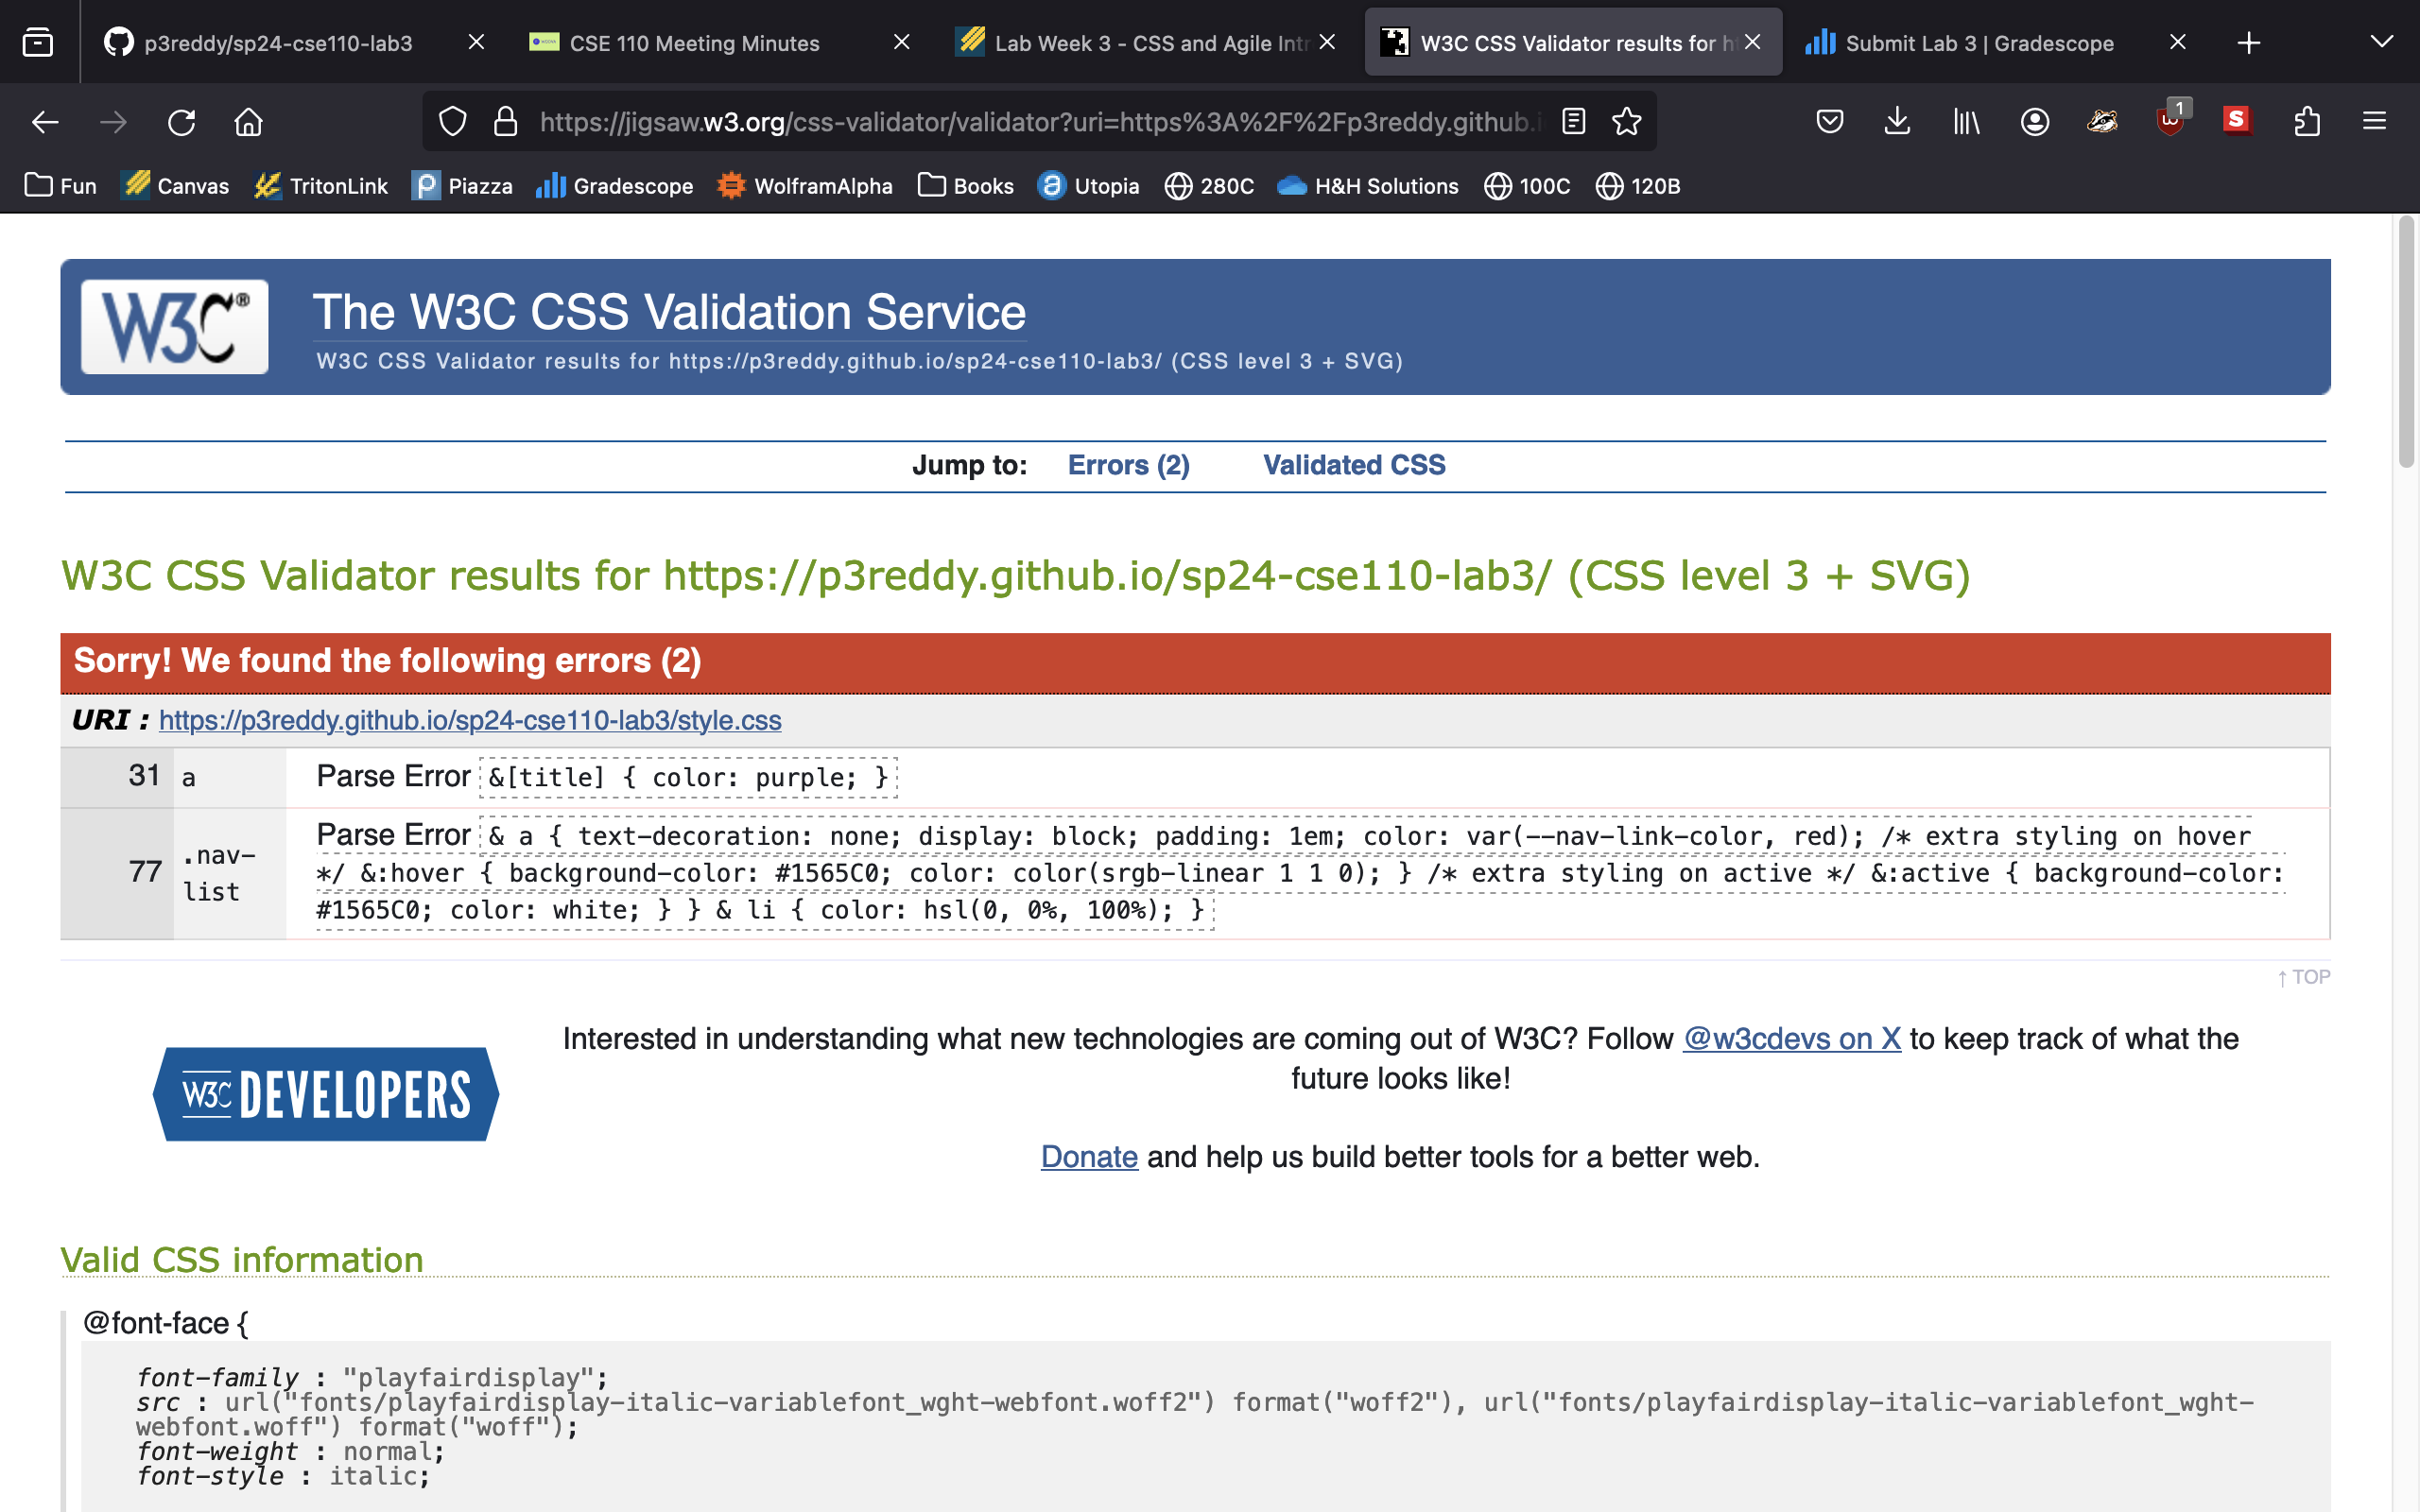 p3reddy/sp24-cse110-lab3
CSE 110 Meeting Minutes
Lab Week 3 - CSS and Agile Intr
W3C CSS Validator results for h
Submit Lab 3 | Gradescope
https://jigsaw.w3.org/css-validator/validator?uri=https%3A%2F%2Fp3reddy.github.i
1
S
Fun
Canvas
TritonLink
Piazza
Gradescope
WolframAlpha
Books
Utopia
280C
H&H Solutions
100C
120B
W3C®
The W3C CSS Validation Service
W3C CSS Validator results for https://p3reddy.github.io/sp24-cse110-lab3/ (CSS level 3 + SVG)
Jump to: Errors (2) Validated CSS
W3C CSS Validator results for https://p3reddy.github.io/sp24-cse110-lab3/ (CSS level 3 + SVG)
Sorry! We found the following errors (2)
URI : https://p3reddy.github.io/sp24-cse110-lab3/style.css
31 a Parse Error &[title] { color: purple; }
77 .nav-list Parse Error & a { text-decoration: none; display: block; padding: 1em; color: var(--nav-link-color, red); /* extra styling on hover
*/ &:hover { background-color: #1565C0; color: color(srgb-linear 1 1 0); } /* extra styling on active */ &:active { background-color:
#1565C0; color: white; } } & li { color: hsl(0, 0%, 100%); }
↑ TOP
W3C DEVELOPERS
Interested in understanding what new technologies are coming out of W3C? Follow @w3cdevs on X to keep track of what the
future looks like!
Donate and help us build better tools for a better web.
Valid CSS information
@font-face {
font-family : "playfairdisplay";
src : url("fonts/playfairdisplay-italic-variablefont_wght-webfont.woff2") format("woff2"), url("fonts/playfairdisplay-italic-variablefont_wght-
webfont.woff") format("woff");
font-weight : normal;
font-style : italic;